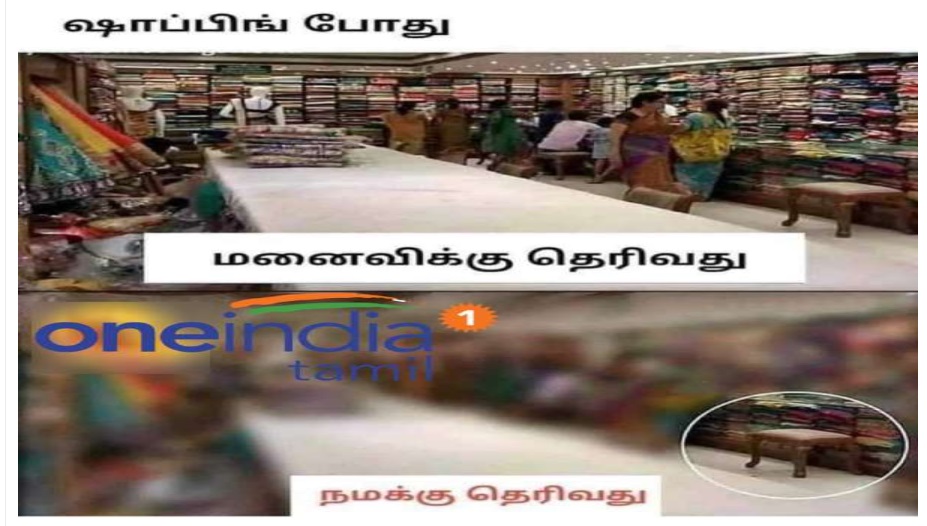 ஷாப்பிங் போது
மனைவிக்கு தெரிவது
oneindia 1
tamil
நமக்கு தெரிவது